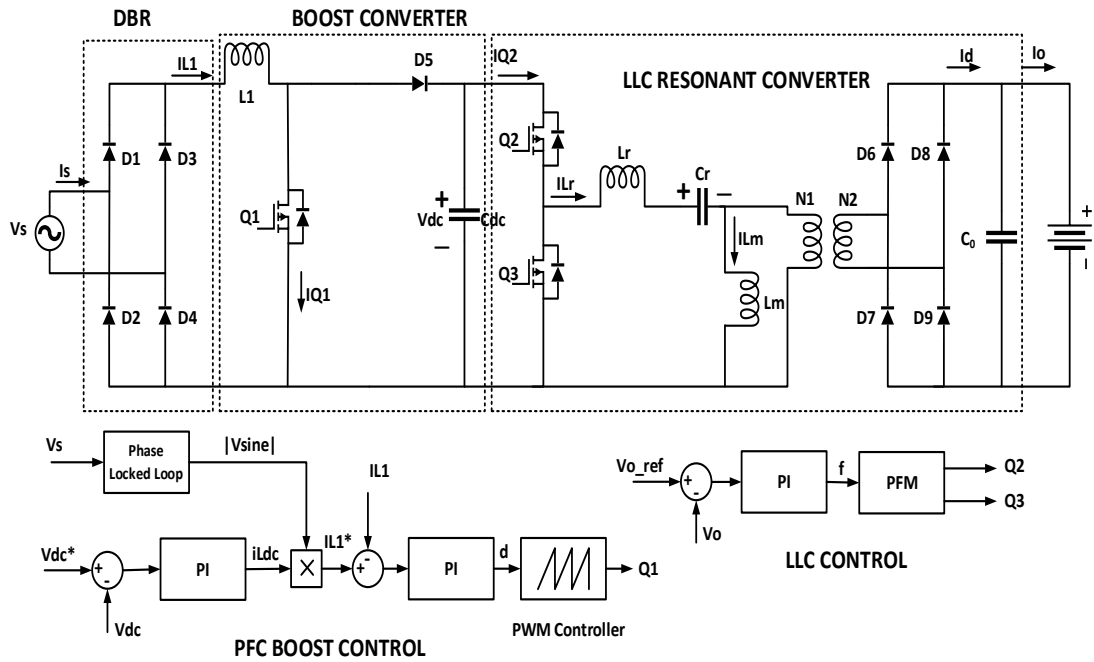 DBR
BOOST CONVERTER
IL1
L1
D5
IQ2
LLC RESONANT CONVERTER
Id
Io
D1
D3
Is
Vs
Q1
IQ1
Vdc
Cdc
+
−
Q2
ILr
Lr
Cr
+
−
N1
N2
D6
D8
ILm
Lm
Q3
C₀
+
-
D2
D4
D7
D9
Vs
Phase
Locked Loop
|Vsine|
IL1
Vdc*
+
-
Vdc
PI
iLdc
X
IL1*
+
-
PI
d
PWM Controller
Q1
PFC BOOST CONTROL
Vo_ref
+
-
Vo
PI
f
PFM
Q2
Q3
LLC CONTROL